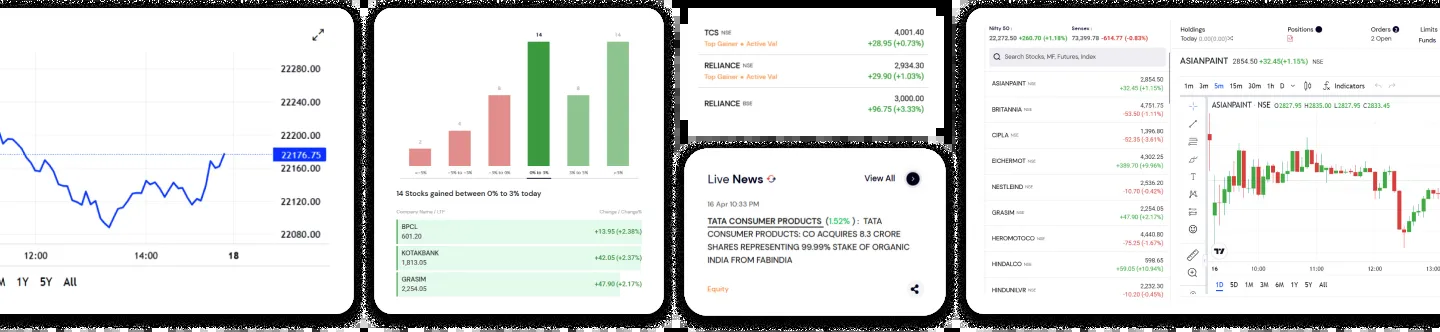 22280.00
22240.00
22200.00
22176.75
22160.00
22120.00
22080.00
12:00 14:00 18
M 1Y 5Y All
14 14
8 8
4
2
0% to 3%
>3%
14 Stocks gained between 0% to 3% today
Company Name / LTP Change / Change%
BPCL
601.20
+13.95 (+2.38%)
KOTAKBANK
1,813.05
+42.05 (+2.37%)
GRASIM
2,254.05
+47.90 (+2.17%)
TCS NSE 4,001.40
Top Gainer • Active Val +28.95 (+0.73%)
RELIANCE NSE 2,934.30
Top Gainer • Active Val +29.90 (+1.03%)
RELIANCE BSE 3,000.00
+96.75 (+3.33%)
Live News
View All
16 Apr 10:33 PM
TATA CONSUMER PRODUCTS (1.52% ) : TATA
CONSUMER PRODUCTS: CO ACQUIRES 8.3 CRORE
SHARES REPRESENTING 99.99% STAKE OF ORGANIC
INDIA FROM FABINDIA
Equity
Nifty 50 : Sensex :
22,272.50 +260.70 (+1.18%) 73,299.78 -614.77 (-0.83%)
Search Stocks, MF, Futures, Index
ASIANPAINT NSE 2,854.50
+32.45 (+1.15%)
BRITANNIA NSE 4,751.75
-53.50 (-1.11%)
CIPLA NSE 1,396.80
-52.35 (-3.61%)
EICHERMOT NSE 4,302.25
+389.70 (+9.96%)
NESTLEIND NSE 2,536.20
-10.70 (-0.42%)
GRASIM NSE 2,254.05
+47.90 (+2.17%)
HEROMOTOCO NSE 4,440.80
-75.25 (-1.67%)
HINDALCO NSE 598.65
+59.05 (+10.94%)
HINDUNILVR NSE 2,232.30
-10.20 (-0.45%)
Holdings Positions Orders 2 Limits
Today 0.00(0.00) 2 Open Funds
ASIANPAINT 2854.50 +32.45(+1.15%) NSE
1m 3m 5m 15m 30m 1h D Indicators
ASIANPAINT · NSE O2827.95 H2835.00 L2827.95 C2833.45
16 10:00 11:00 12:00 13:00
1D 5D 1M 3M 6M 1Y 5Y All